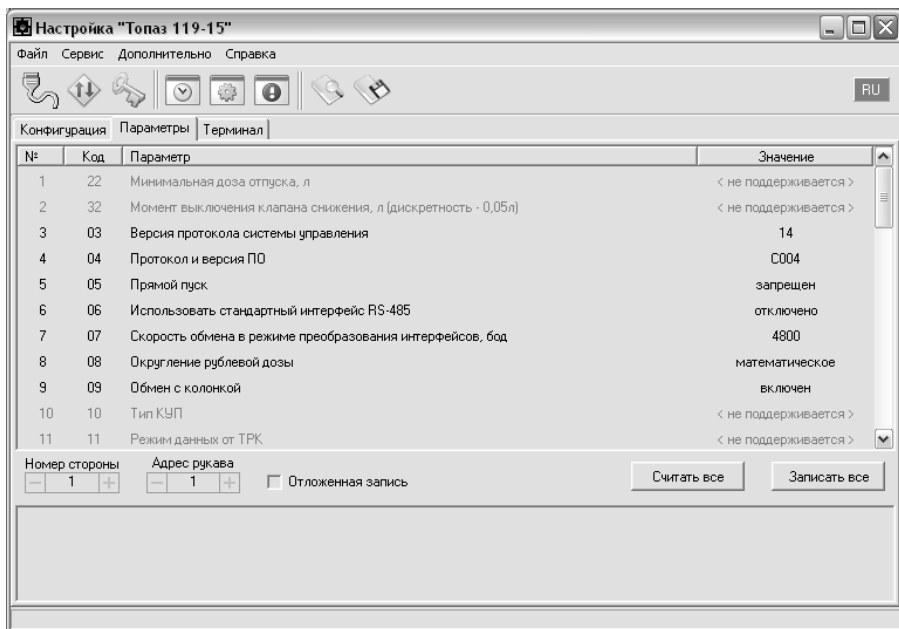 Настройка "Топаз 119-15"
Файл Сервис Дополнительно Справка
RU
Конфигурация Параметры Терминал
№ Код Параметр Значение
1 22 Минимальная доза отпуска, л < не поддерживается >
2 32 Момент выключения клапана снижения, л (дискретность - 0,05л) < не поддерживается >
3 03 Версия протокола системы управления 14
4 04 Протокол и версия ПО С004
5 05 Прямой пуск запрещен
6 06 Использовать стандартный интерфейс RS-485 отключено
7 07 Скорость обмена в режиме преобразования интерфейсов, бод 4800
8 08 Округление рублевой дозы математическое
9 09 Обмен с колонкой включен
10 10 Тип КУП < не поддерживается >
11 11 Режим данных от ТРК < не поддерживается >
Номер стороны Адрес рукава
1 1 Отложенная запись Считать все Записать все